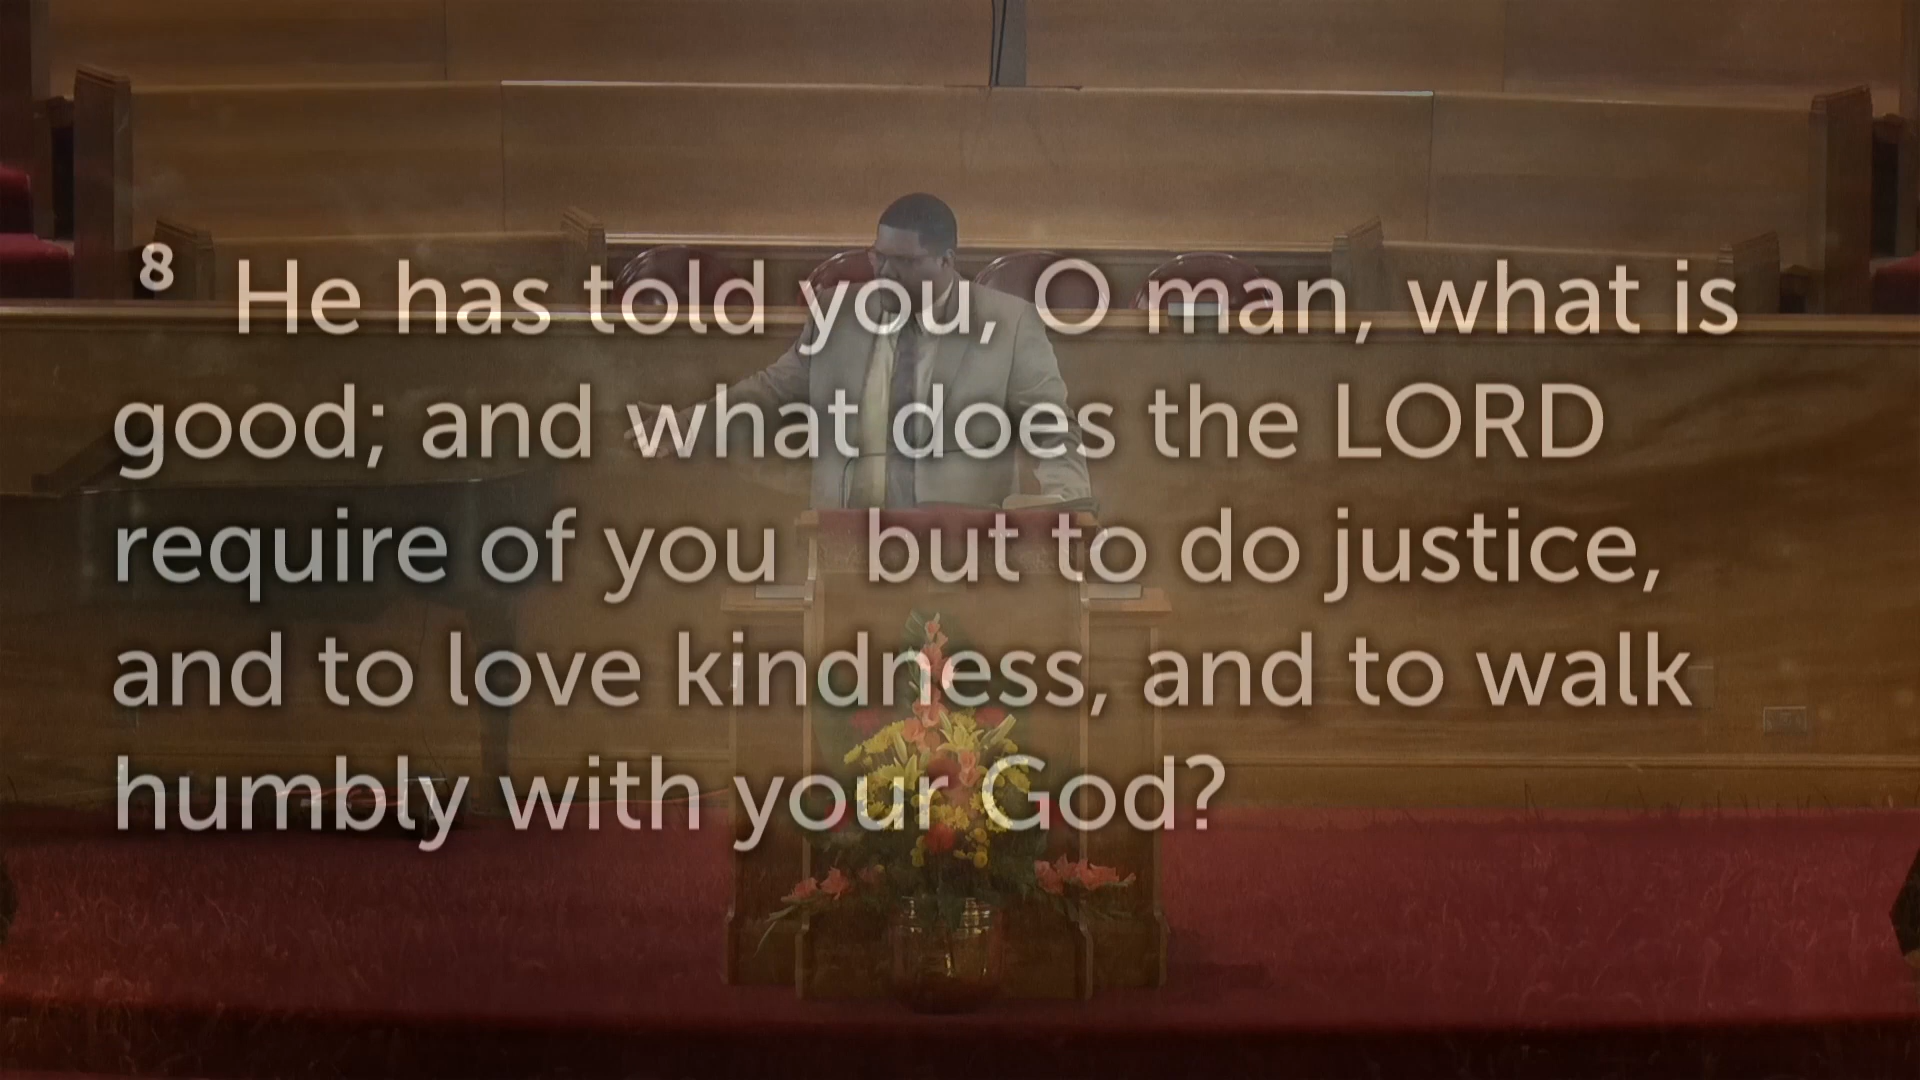 8 He has told you, O man, what is
good; and what does the LORD
require of you but to do justice,
and to love kindness, and to walk
humbly with your God?